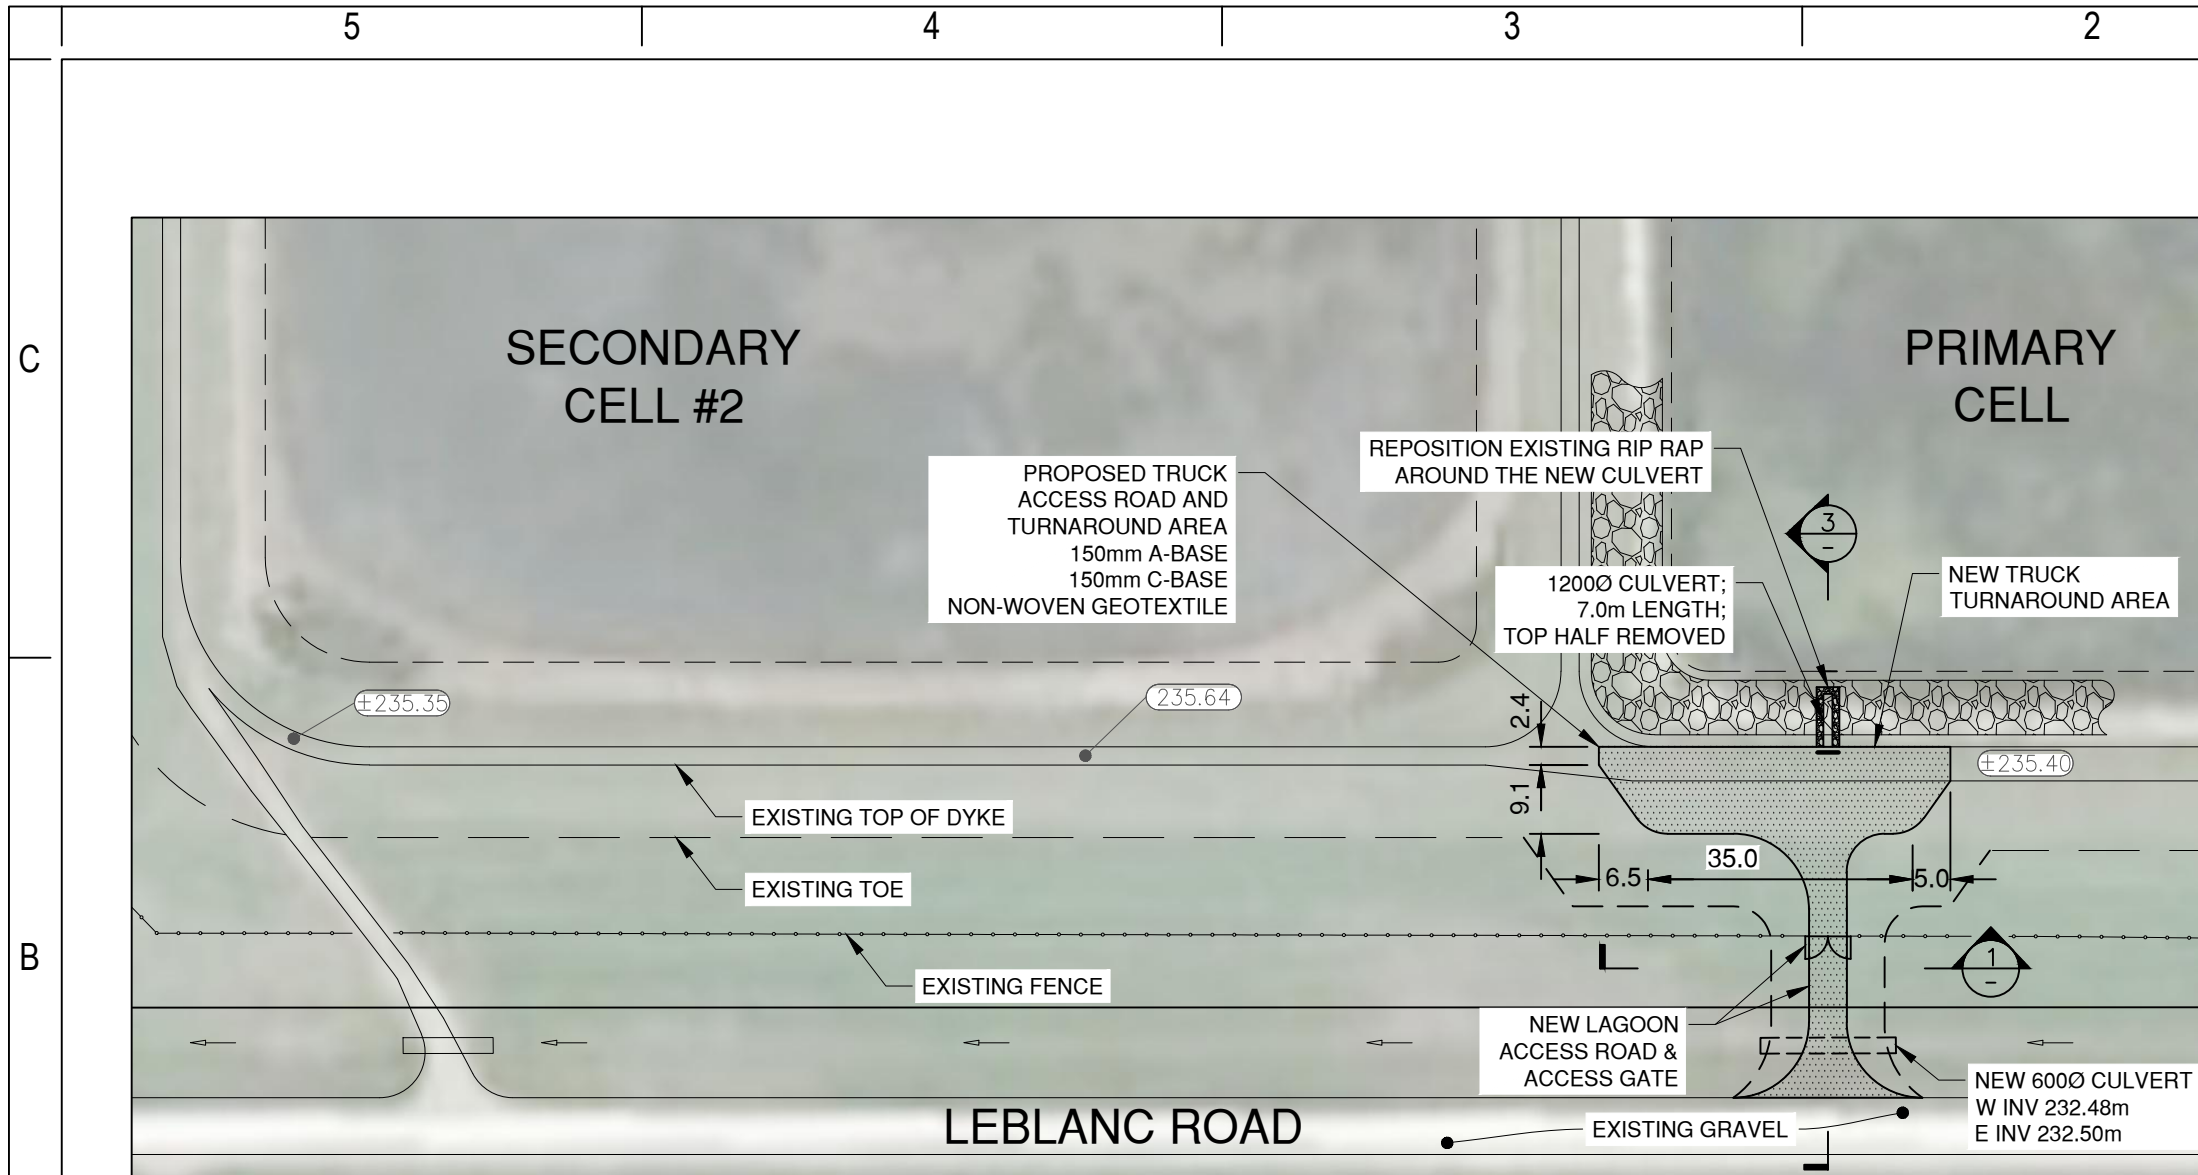 5
4
3
2
C
B
SECONDARY
CELL #2
PRIMARY
CELL
REPOSITION EXISTING RIP RAP
AROUND THE NEW CULVERT
PROPOSED TRUCK
ACCESS ROAD AND
TURNAROUND AREA
150mm A-BASE
150mm C-BASE
NON-WOVEN GEOTEXTILE
3
-
1200Ø CULVERT;
7.0m LENGTH;
TOP HALF REMOVED
NEW TRUCK
TURNAROUND AREA
±235.35
235.64
2.4
±235.40
9.1
EXISTING TOP OF DYKE
35.0
6.5
5.0
EXISTING TOE
EXISTING FENCE
1
-
NEW LAGOON
ACCESS ROAD &
ACCESS GATE
NEW 600Ø CULVERT
W INV 232.48m
E INV 232.50m
LEBLANC ROAD
EXISTING GRAVEL